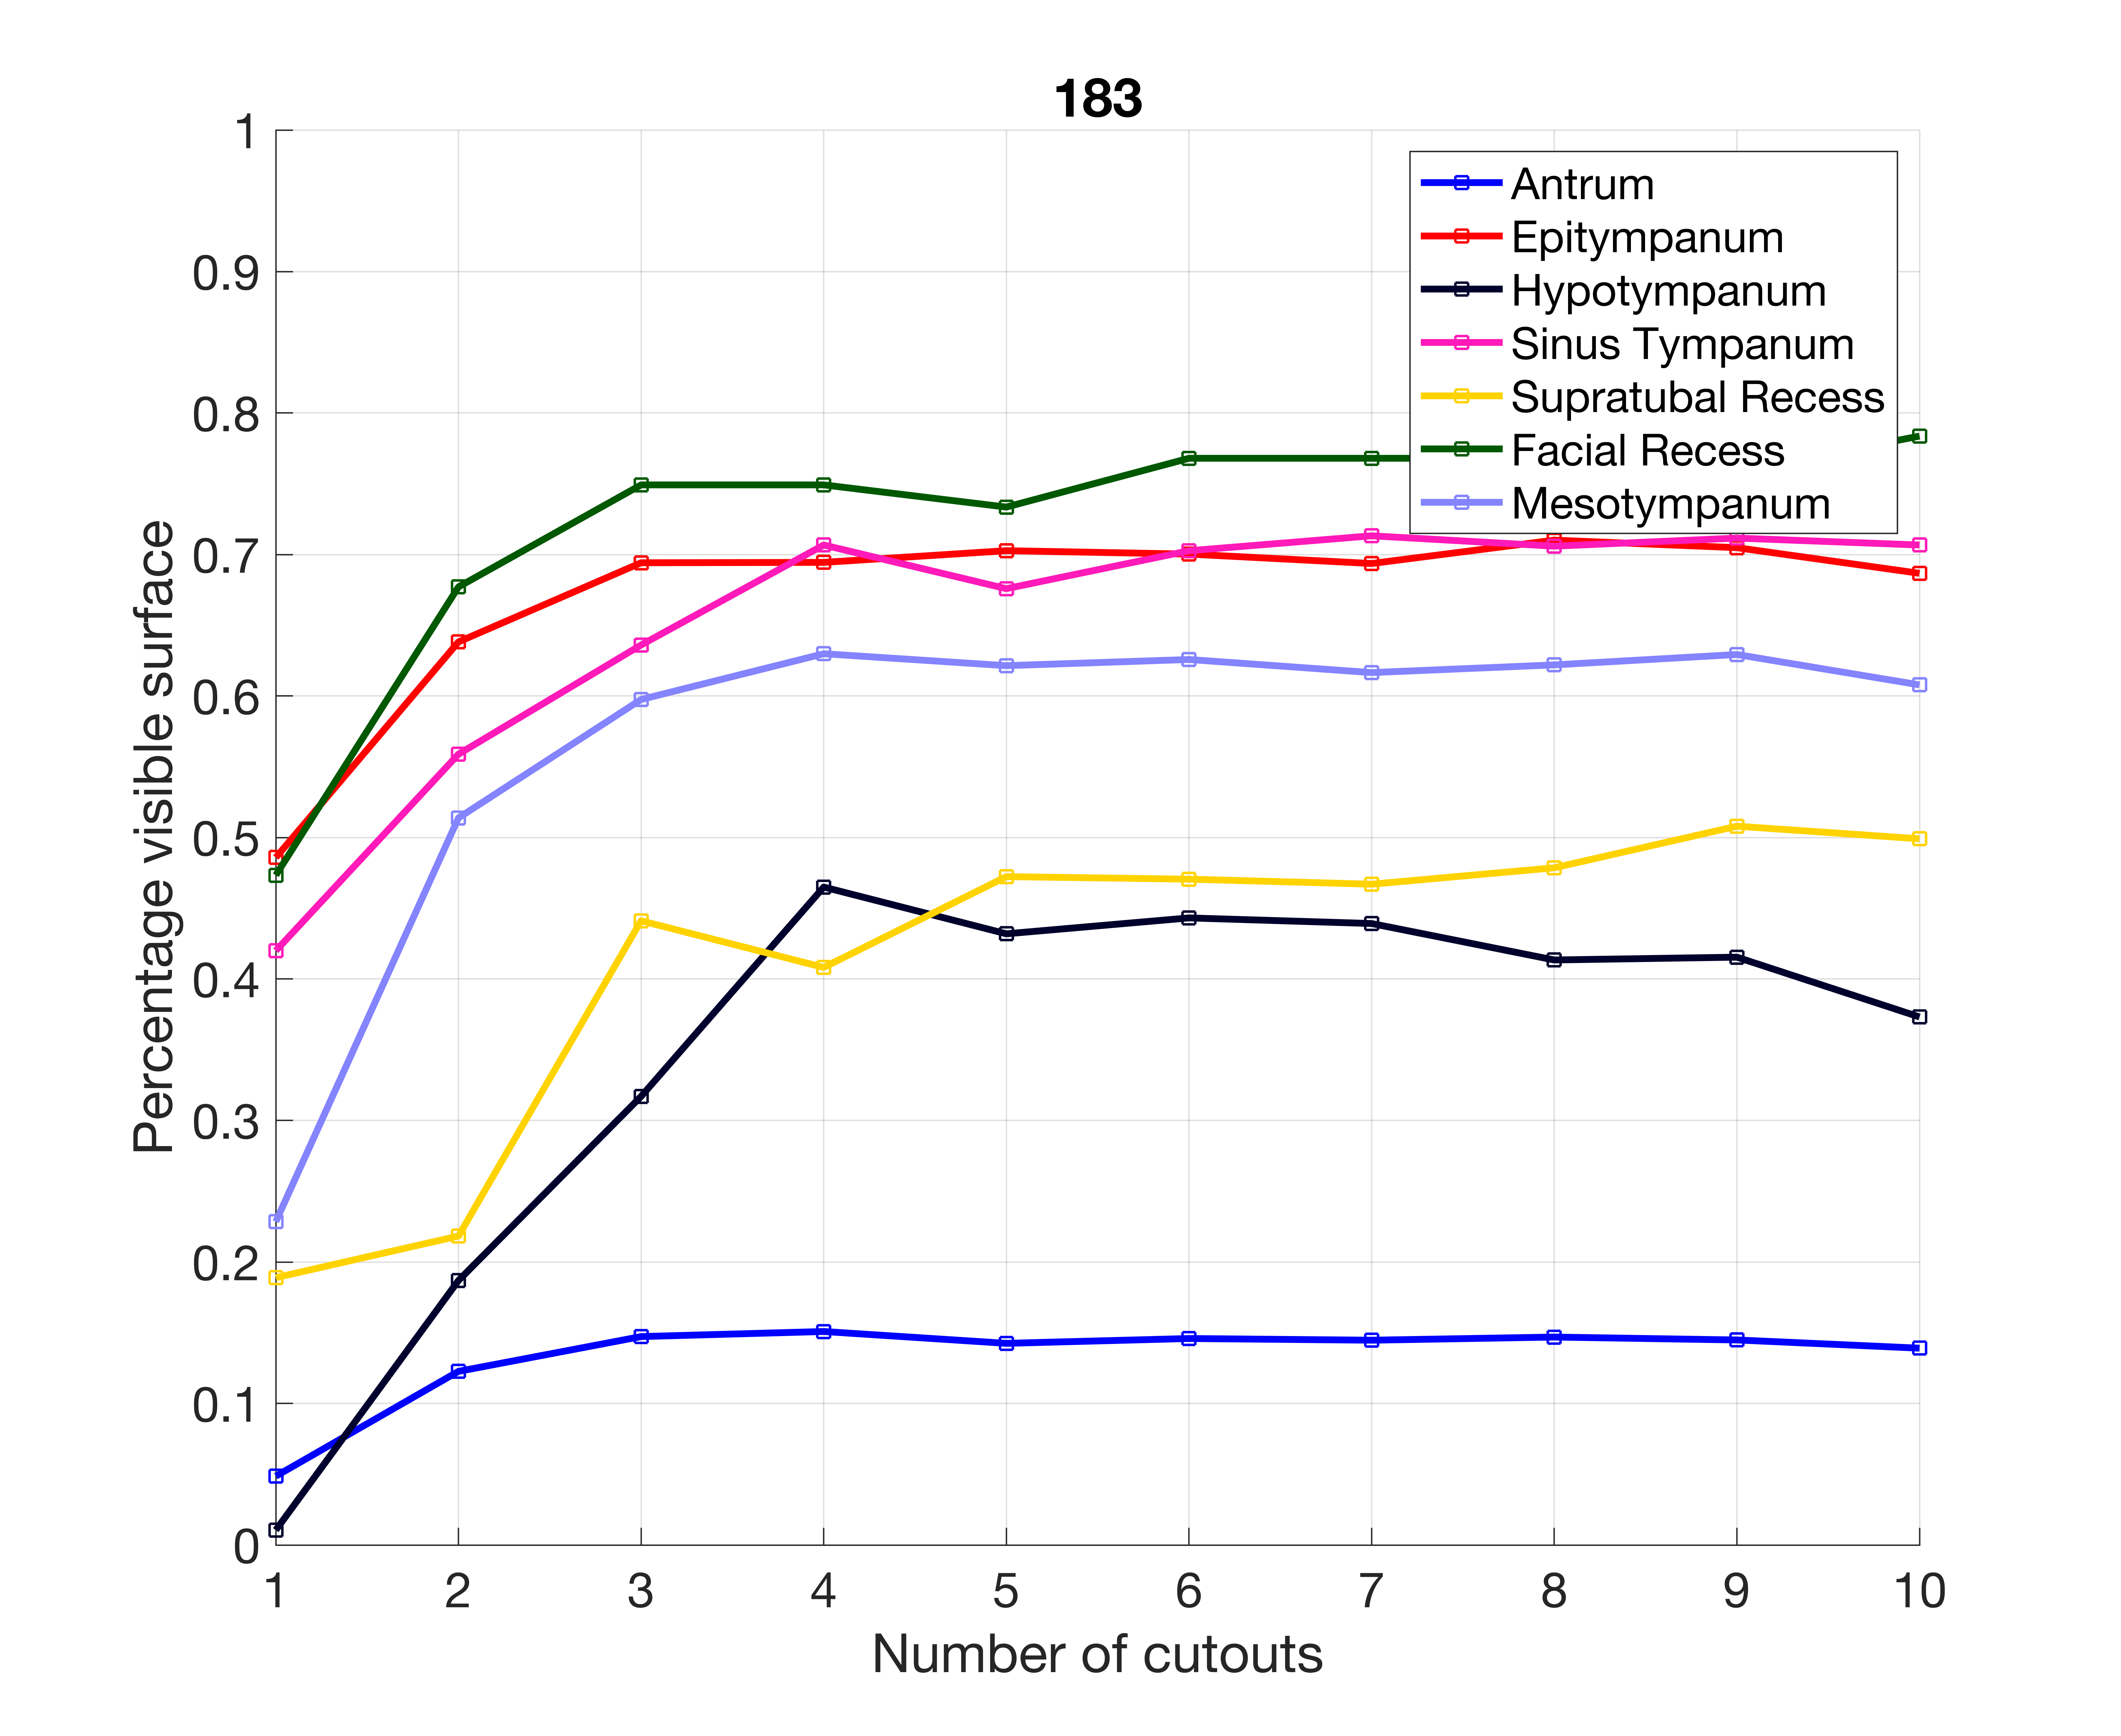 183
1
0.9
0.8
0.7
0.6
0.5
0.4
0.3
0.2
0.1
0
Percentage visible surface
Antrum
Epitympanum
Hypotympanum
Sinus Tympanum
Supratubal Recess
Facial Recess
Mesotympanum
1 2 3 4 5 6 7 8 9 10
Number of cutouts